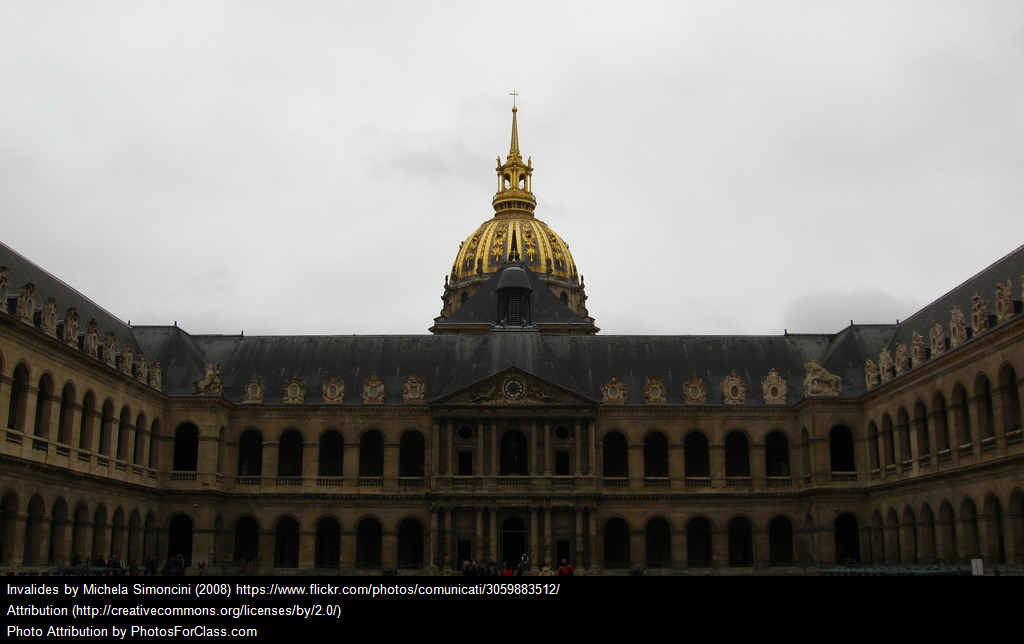 Invalides by Michela Simoncini (2008) https://www.flickr.com/photos/comunicati/3059883512/
Attribution (http://creativecommons.org/licenses/by/2.0/)
Photo Attribution by PhotosForClass.com